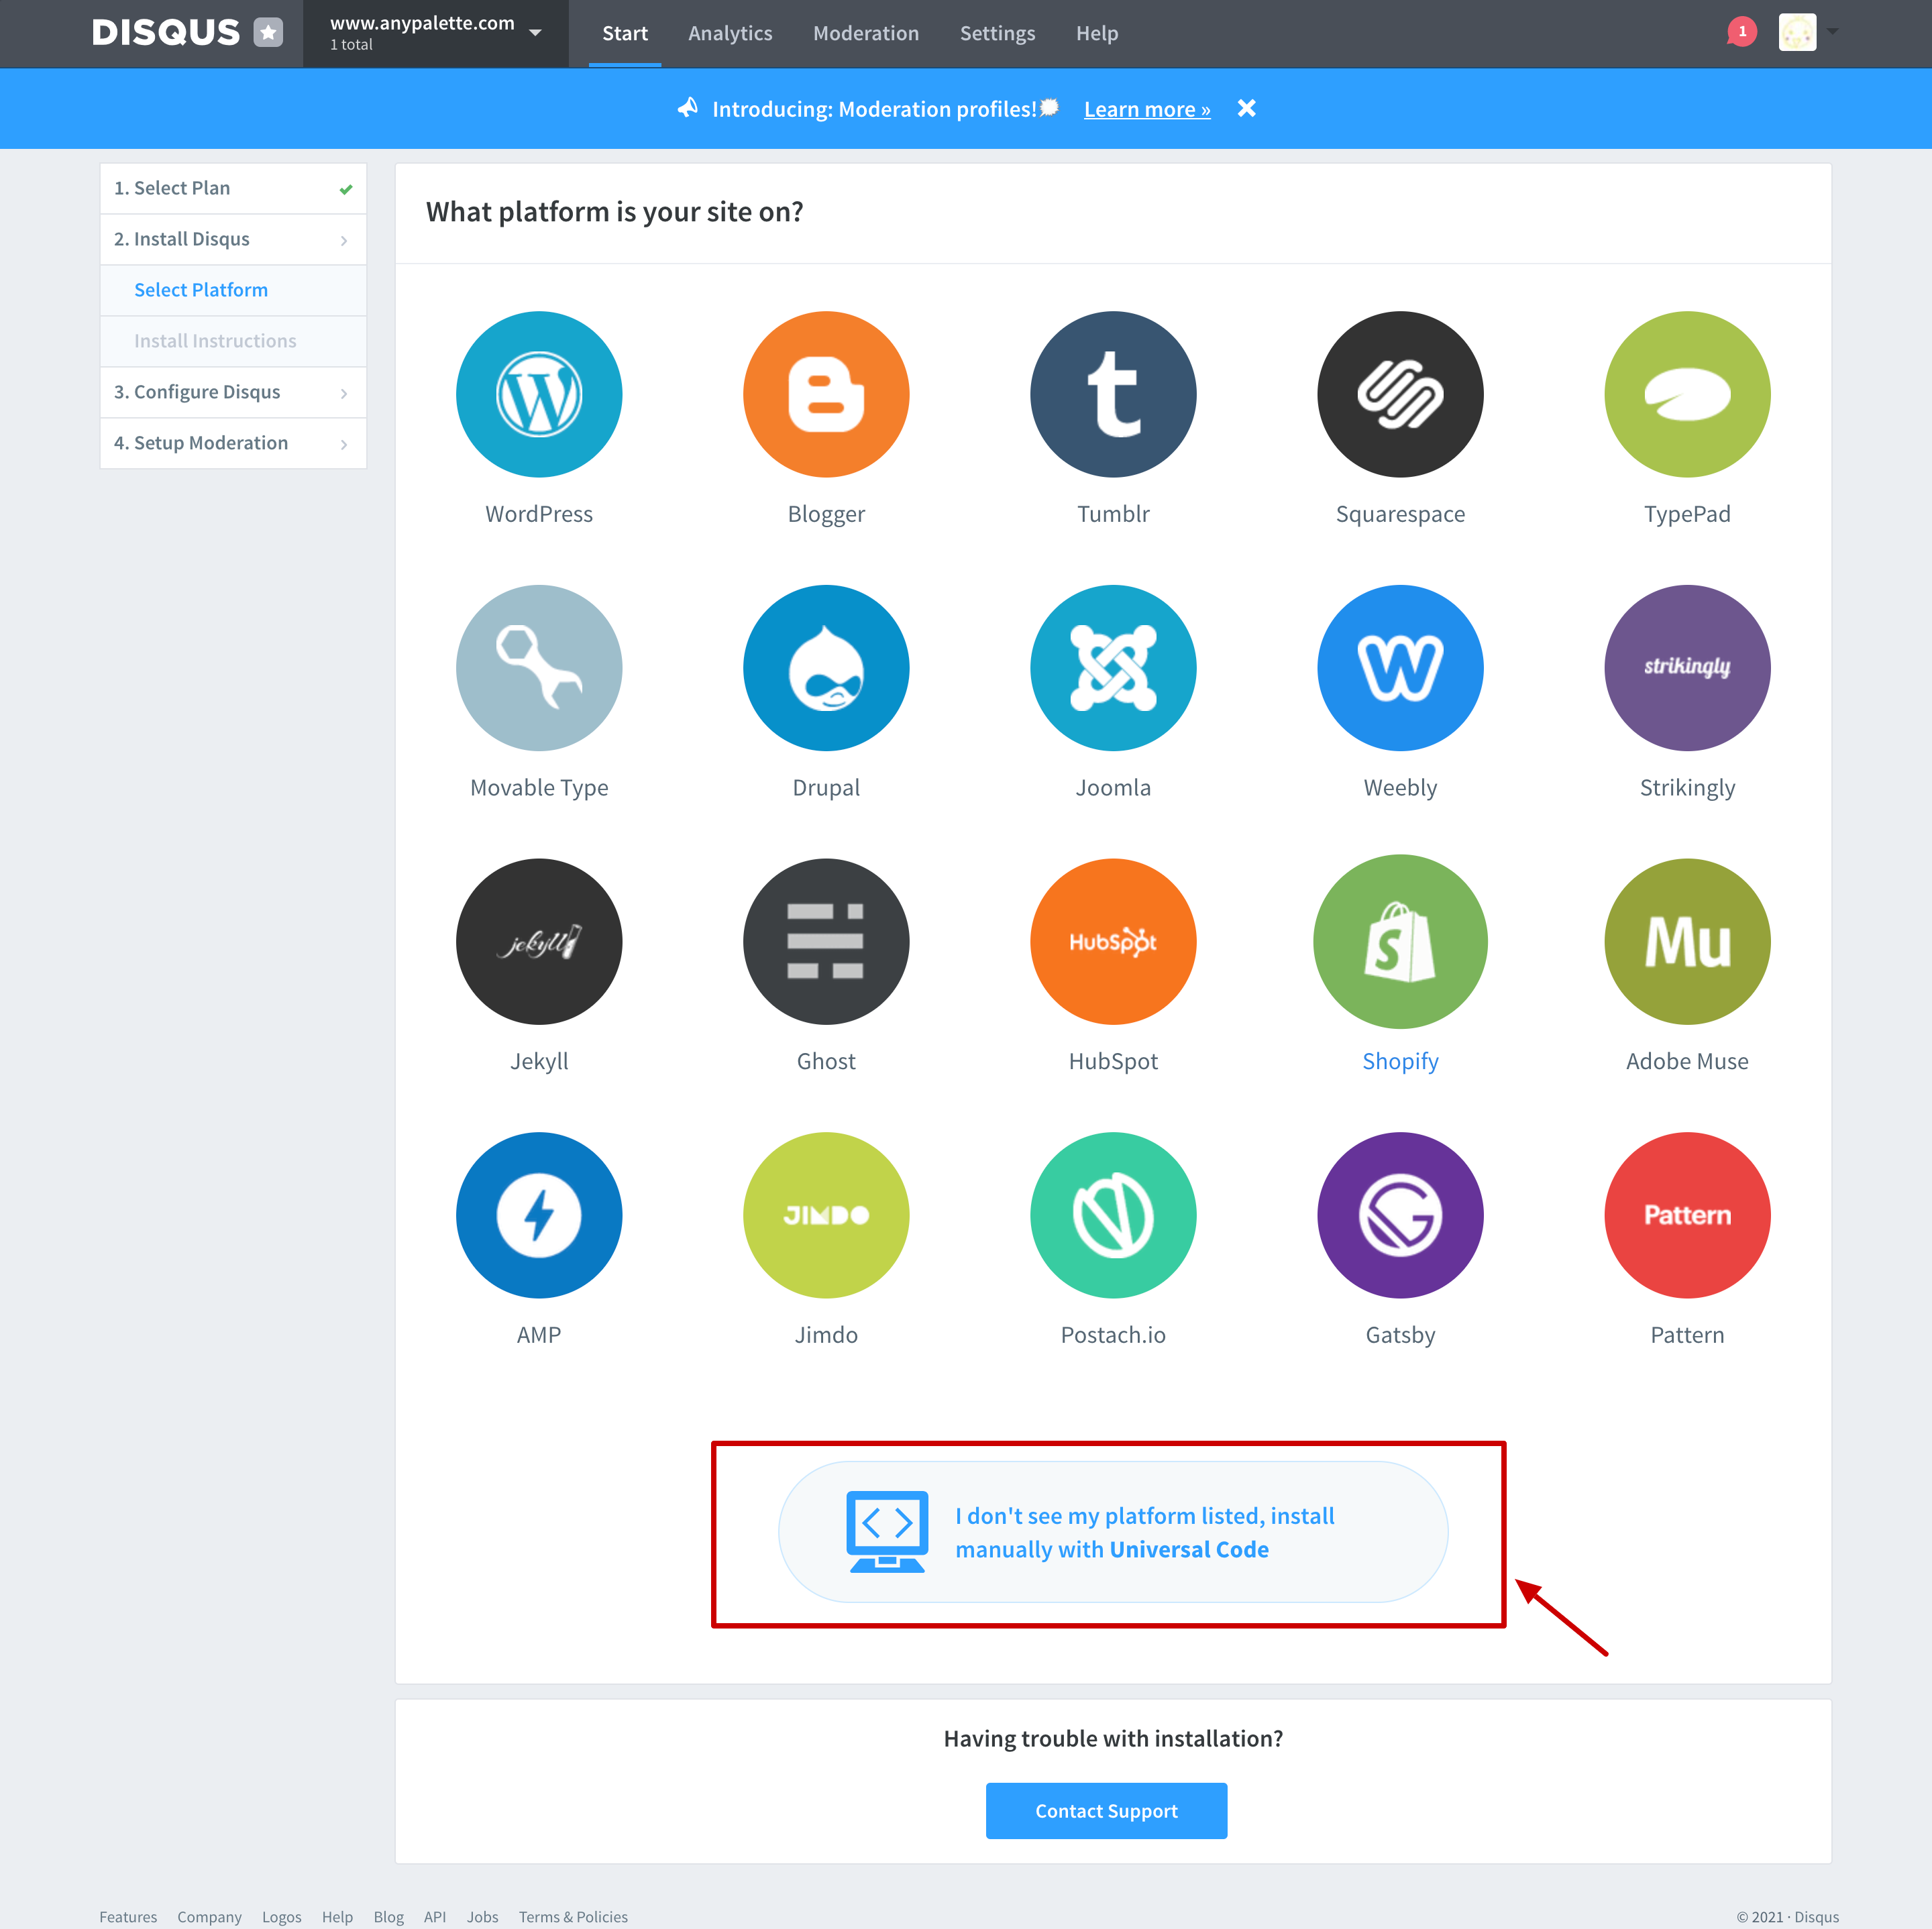 DISQUS
www.anypalette.com
1 total
Start
Analytics
Moderation
Settings
Help
1
Introducing: Moderation profiles!
Learn more »
1. Select Plan
2. Install Disqus
Select Platform
Install Instructions
3. Configure Disqus
4. Setup Moderation
What platform is your site on?
WordPress
Blogger
Tumblr
Squarespace
TypePad
strikingly
Movable Type
Drupal
Joomla
Weebly
Strikingly
jekyll
HubSpot
Mu
Jekyll
Ghost
HubSpot
Shopify
Adobe Muse
JIMDO
Pattern
AMP
Jimdo
Postach.io
Gatsby
Pattern
I don't see my platform listed, install
manually with Universal Code
Having trouble with installation?
Contact Support
Features
Company
Logos
Help
Blog
API
Jobs
Terms & Policies
© 2021 · Disqus